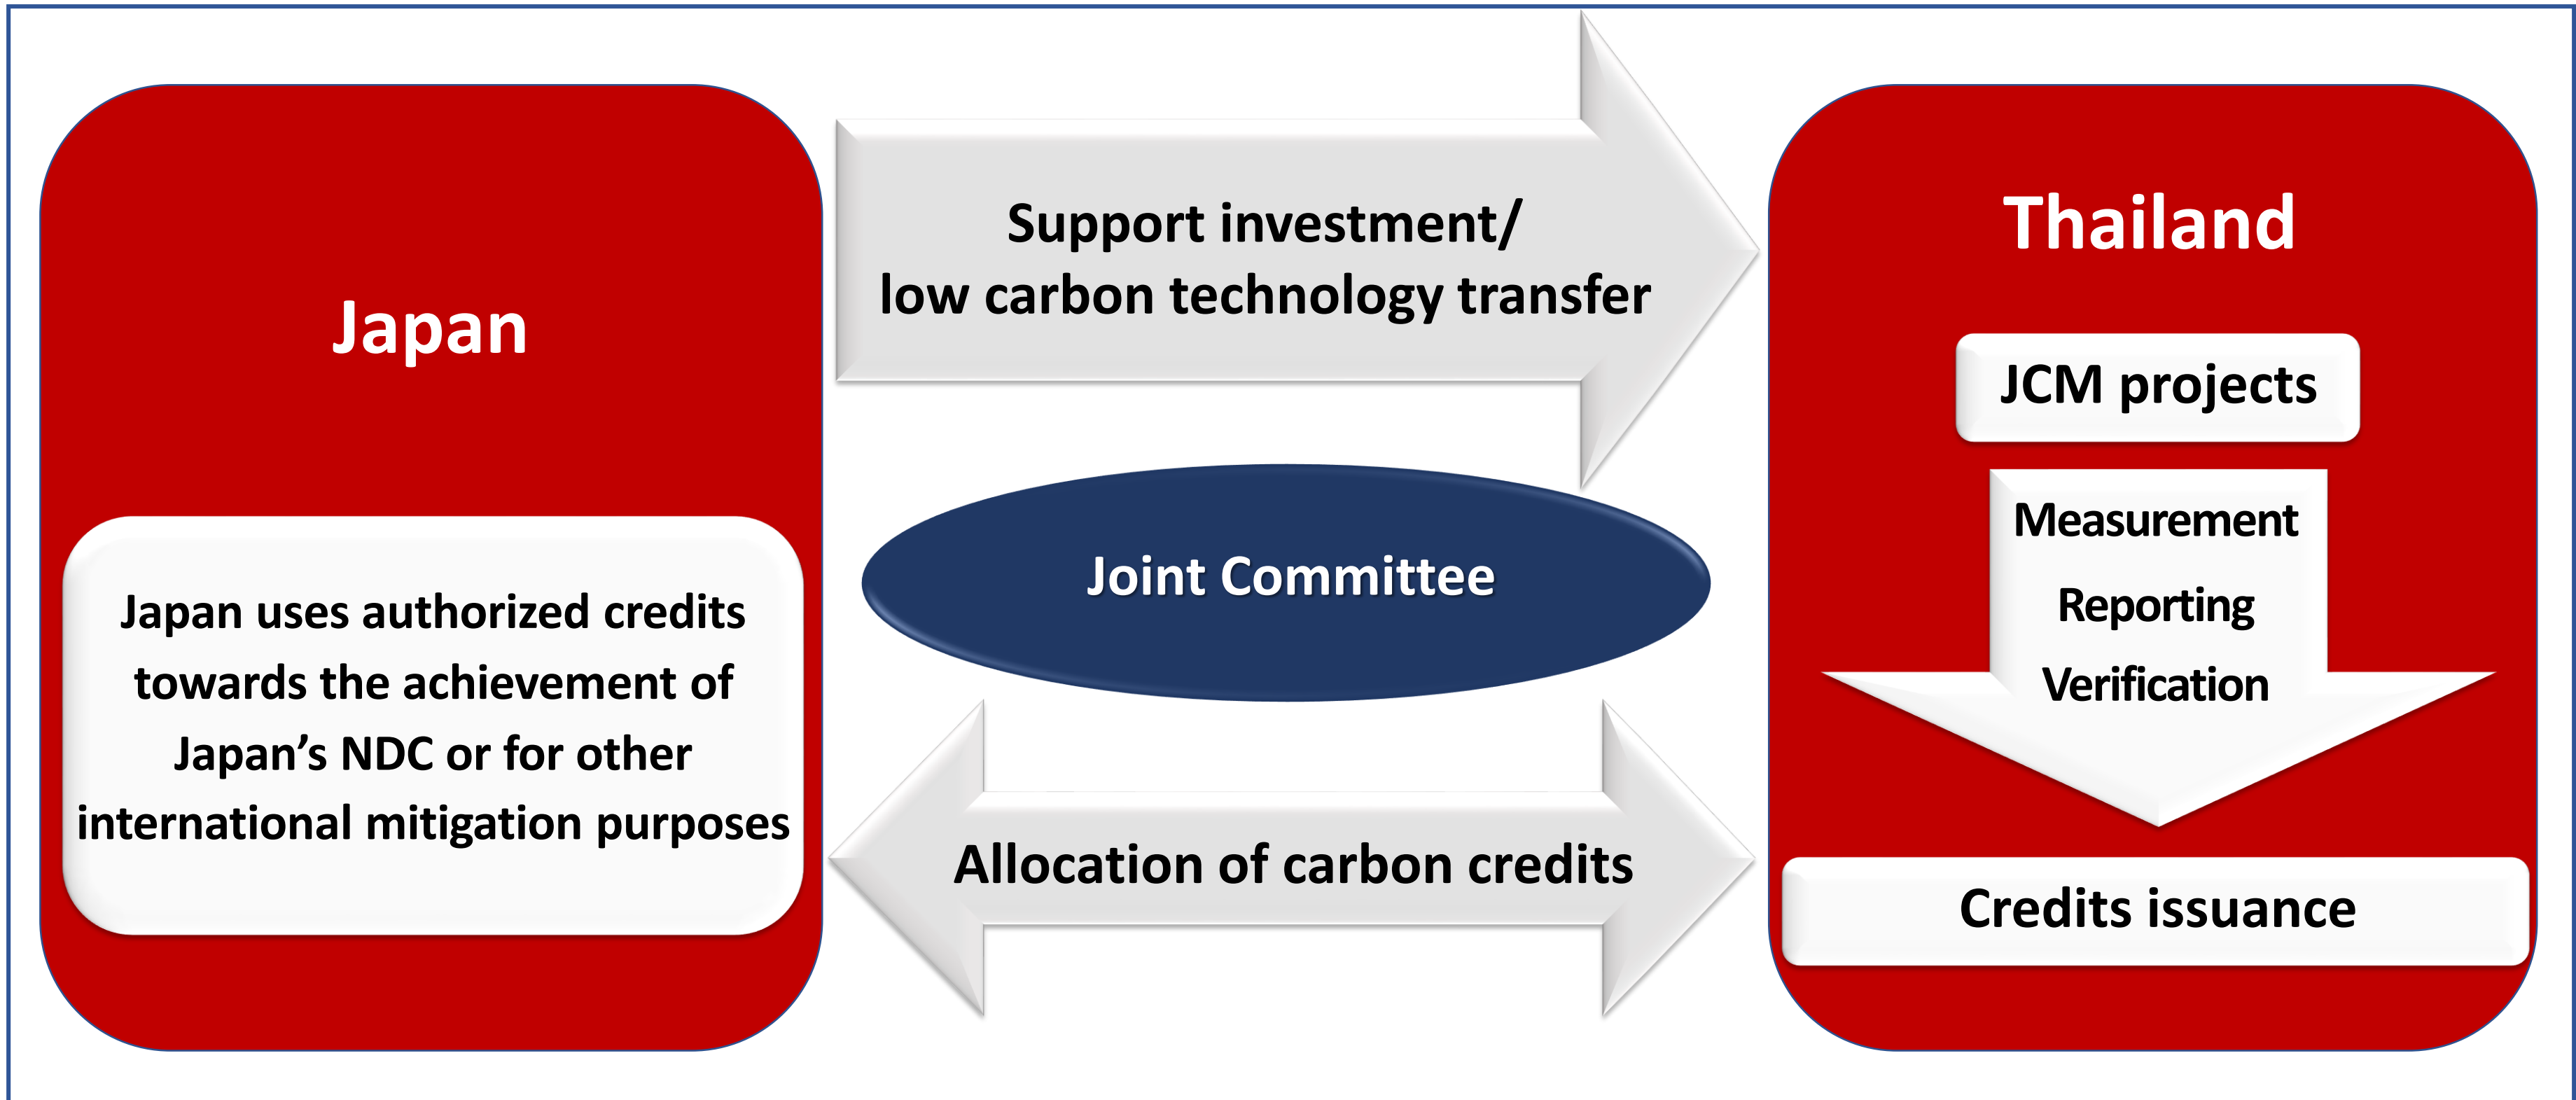 Japan
Japan uses authorized credits
towards the achievement of
Japan’s NDC or for other
international mitigation purposes
Support investment/
low carbon technology transfer
Joint Committee
Allocation of carbon credits
Thailand
JCM projects
Measurement
Reporting
Verification
Credits issuance